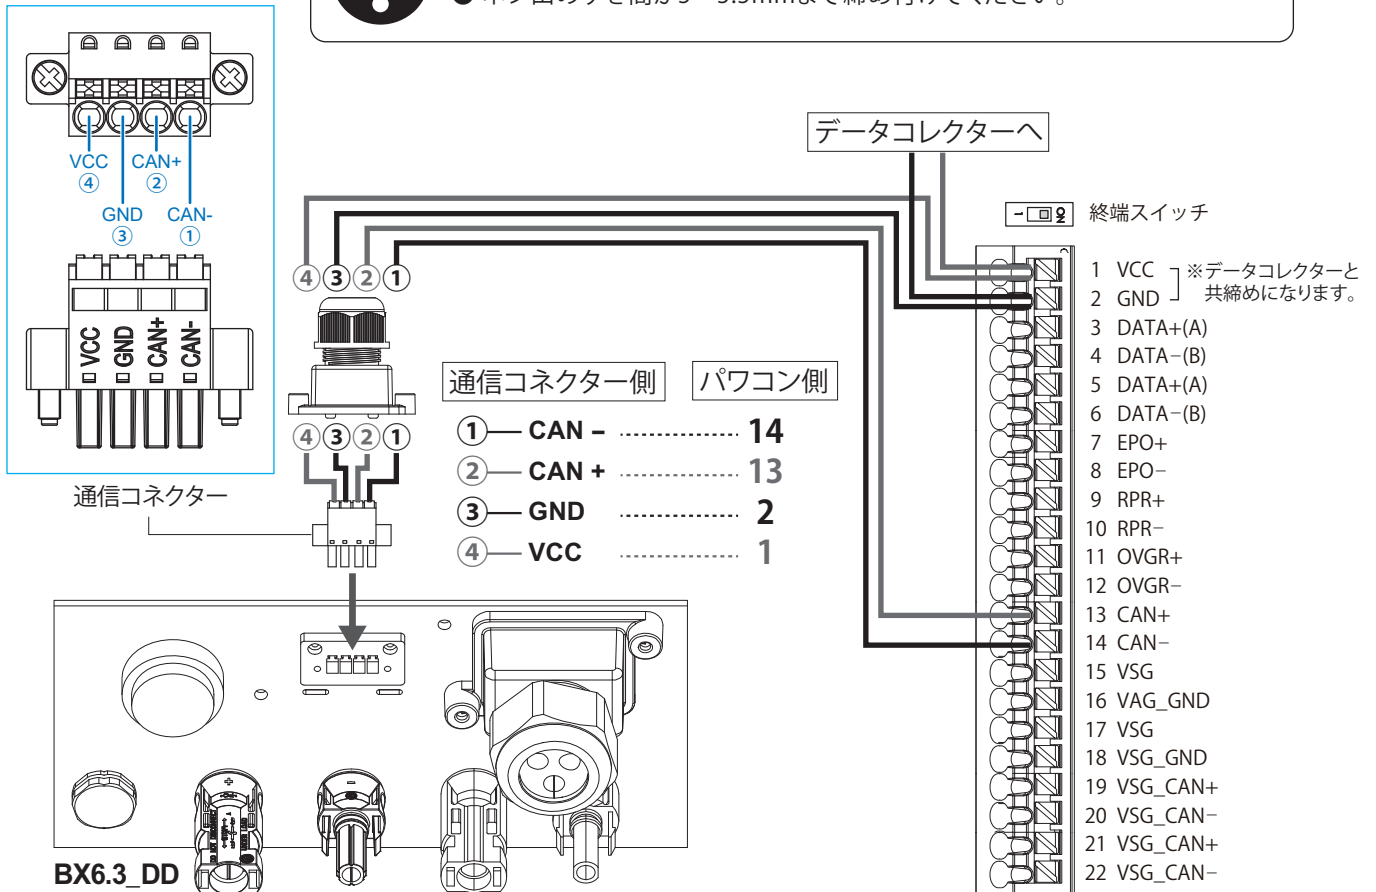 VCC
CAN+
④
②
GND
CAN-
③
①
VCC
GND
CAN+
CAN-
通信コネクター
データコレクターへ
④③②①
④③②①
通信コネクター側
パワコン側
① CAN – 14
② CAN + 13
③ GND 2
④ VCC 1
終端スイッチ
1 VCC
2 GND
※データコレクターと
共締めになります。
3 DATA+(A)
4 DATA−(B)
5 DATA+(A)
6 DATA−(B)
7 EPO+
8 EPO−
9 RPR+
10 RPR−
11 OVGR+
12 OVGR−
13 CAN+
14 CAN−
15 VSG
16 VAG_GND
17 VSG
18 VSG_GND
19 VSG_CAN+
20 VSG_CAN−
21 VSG_CAN+
22 VSG_CAN−
BX6.3_DD